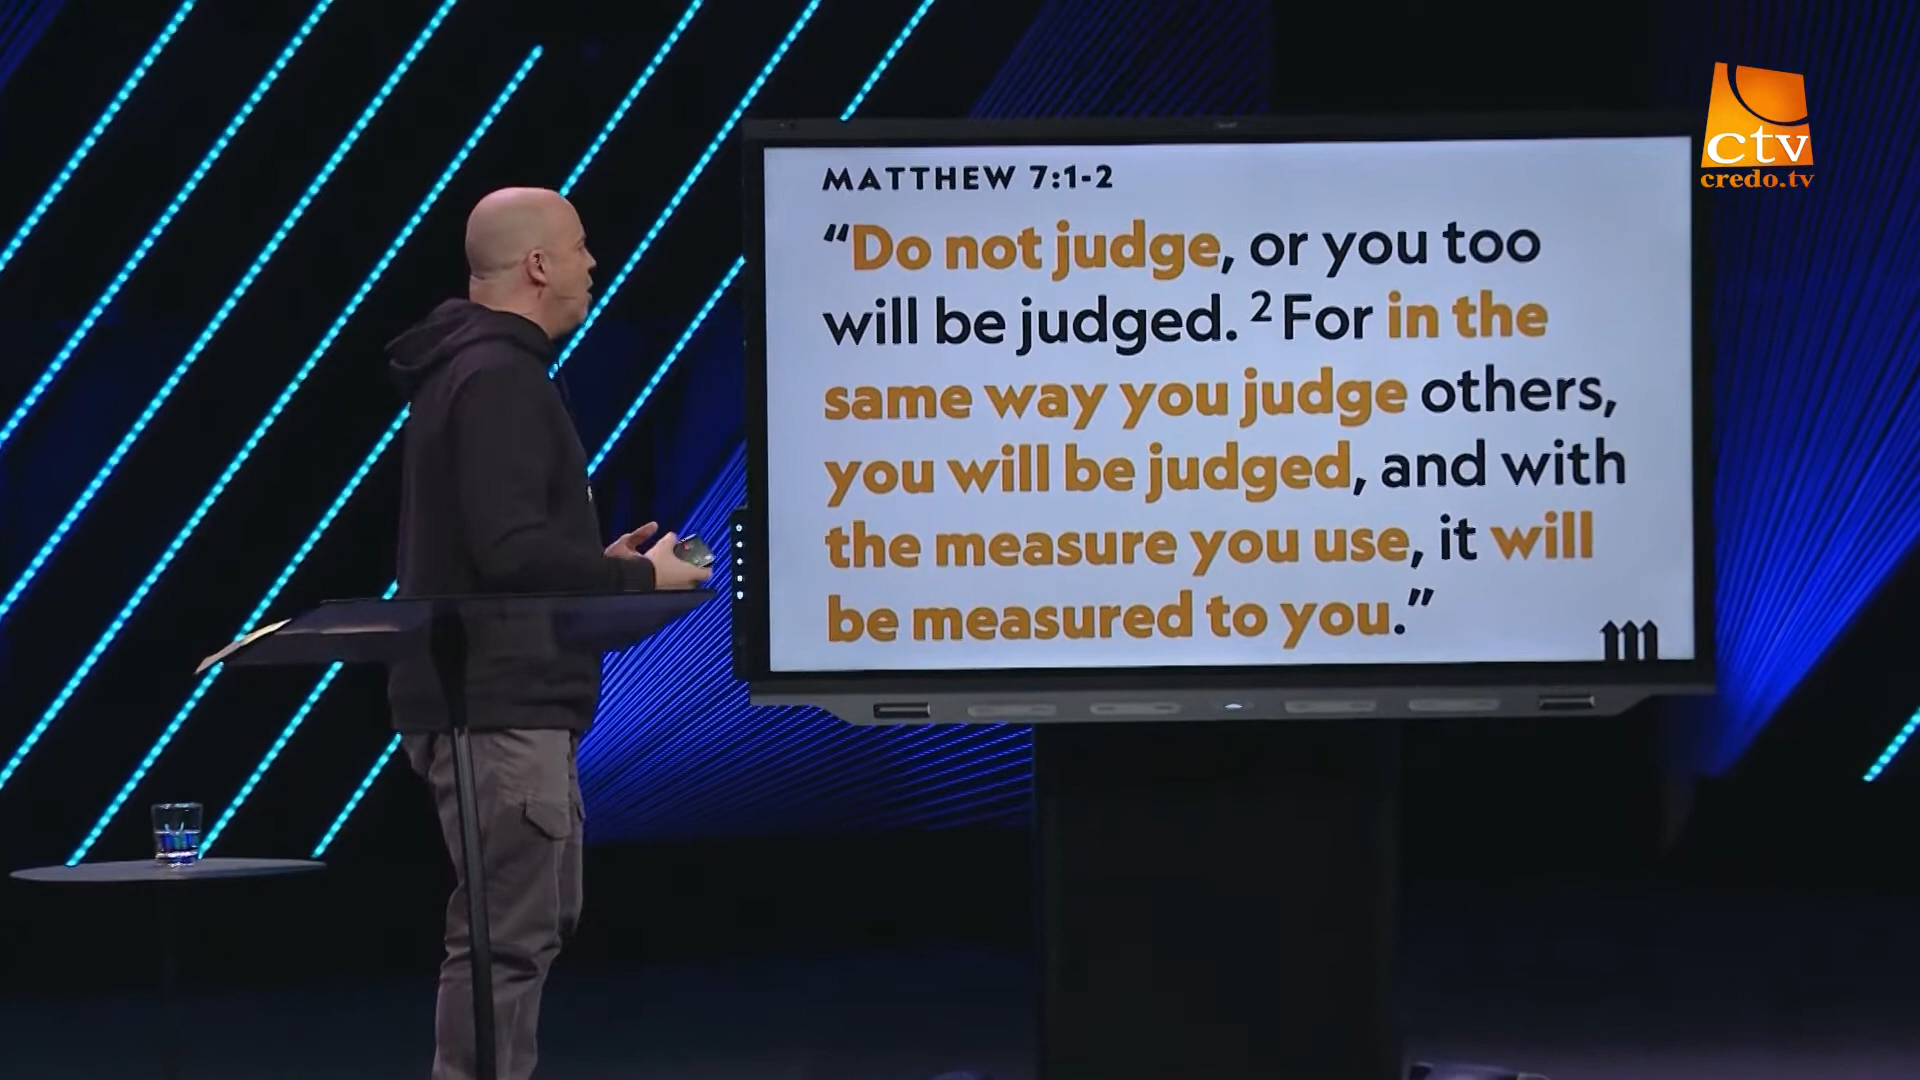 MATTHEW 7:1-2
“Do not judge, or you too
will be judged. ² For in the
same way you judge others,
you will be judged, and with
the measure you use, it will
be measured to you.”
ctv
credo.tv